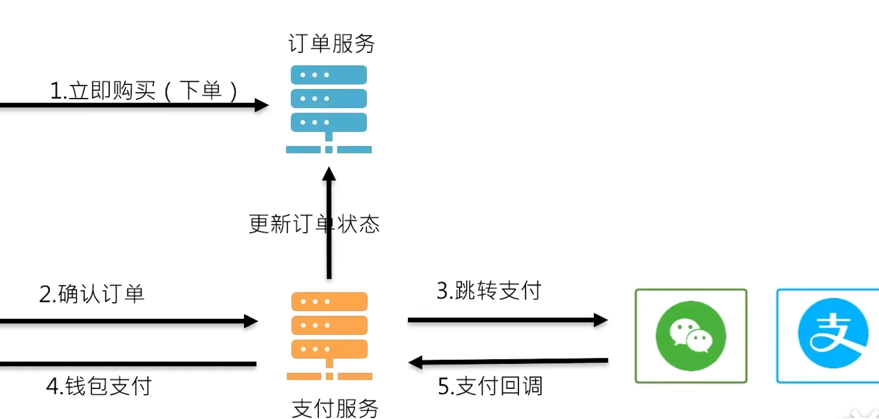 订单服务
1.立即购买（下单）
更新订单状态
2.确认订单
3.跳转支付
支
4.钱包支付
5.支付回调
支付服务